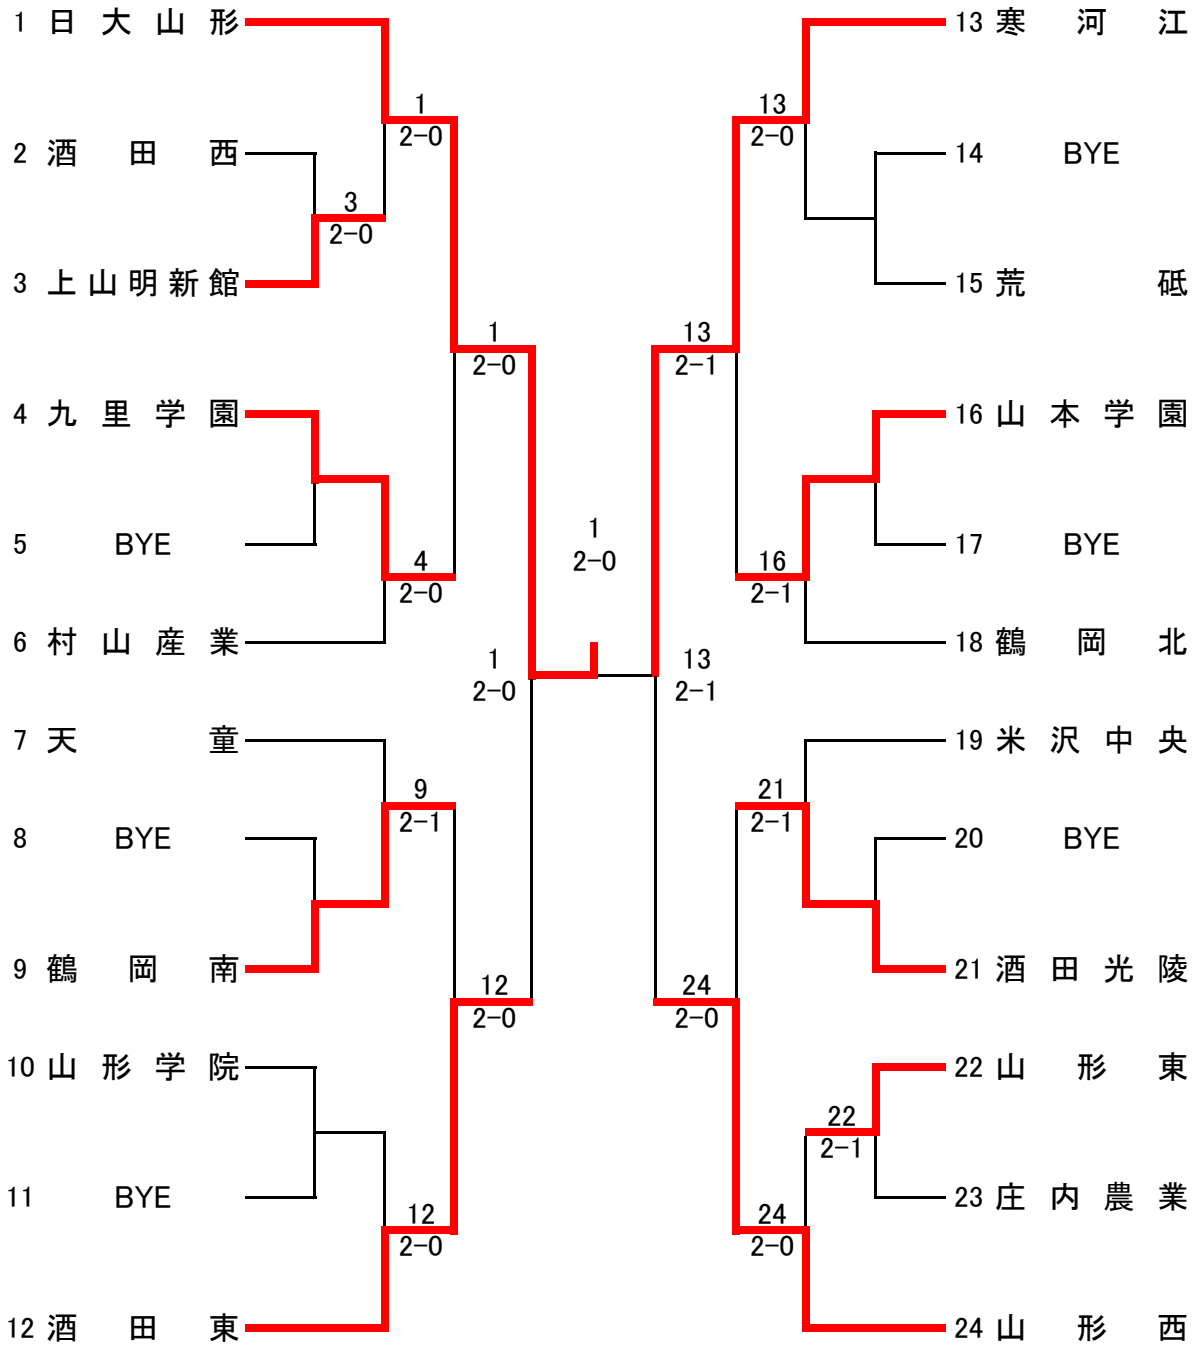 1 日大山形
13 寒河江
1
2-0
13
2-0
2 酒田西
14 BYE
3
2-0
3 上山明新館
15 荒砥
1
2-0
13
2-1
4 九里学園
16 山本学園
1
2-0
5 BYE
17 BYE
4
2-0
16
2-1
6 村山産業
18 鶴岡北
1
2-0
13
2-1
7 天童
19 米沢中央
9
2-1
21
2-1
8 BYE
20 BYE
9 鶴岡南
21 酒田光陵
12
2-0
24
2-0
10 山形学院
22 山形東
22
2-1
11 BYE
23 庄内農業
12
2-0
24
2-0
12 酒田東
24 山形西